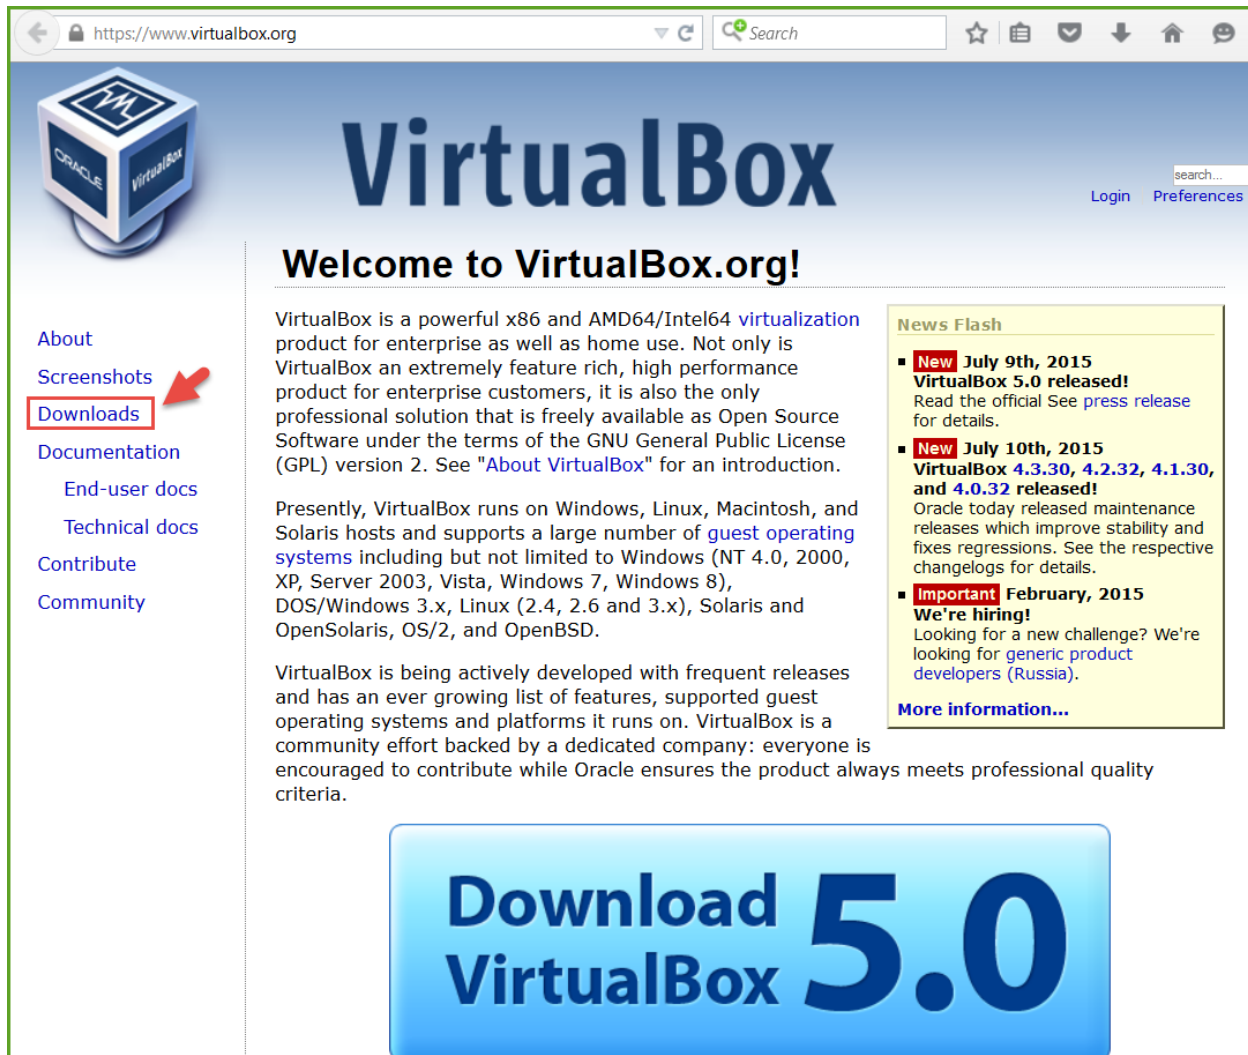 https://www.virtualbox.org
Search
ORACLE
VirtualBox
VirtualBox
search...
Login Preferences
Welcome to VirtualBox.org!
About
Screenshots
Downloads
Documentation
End-user docs
Technical docs
Contribute
Community
VirtualBox is a powerful x86 and AMD64/Intel64 virtualization
product for enterprise as well as home use. Not only is
VirtualBox an extremely feature rich, high performance
product for enterprise customers, it is also the only
professional solution that is freely available as Open Source
Software under the terms of the GNU General Public License
(GPL) version 2. See "About VirtualBox" for an introduction.
Presently, VirtualBox runs on Windows, Linux, Macintosh, and
Solaris hosts and supports a large number of guest operating
systems including but not limited to Windows (NT 4.0, 2000,
XP, Server 2003, Vista, Windows 7, Windows 8),
DOS/Windows 3.x, Linux (2.4, 2.6 and 3.x), Solaris and
OpenSolaris, OS/2, and OpenBSD.
VirtualBox is being actively developed with frequent releases
and has an ever growing list of features, supported guest
operating systems and platforms it runs on. VirtualBox is a
community effort backed by a dedicated company: everyone is
encouraged to contribute while Oracle ensures the product always meets professional quality
criteria.
News Flash
New July 9th, 2015
VirtualBox 5.0 released!
Read the official See press release
for details.
New July 10th, 2015
VirtualBox 4.3.30, 4.2.32, 4.1.30,
and 4.0.32 released!
Oracle today released maintenance
releases which improve stability and
fixes regressions. See the respective
changelogs for details.
Important February, 2015
We're hiring!
Looking for a new challenge? We're
looking for generic product
developers (Russia).
More information...
Download
VirtualBox 5.0